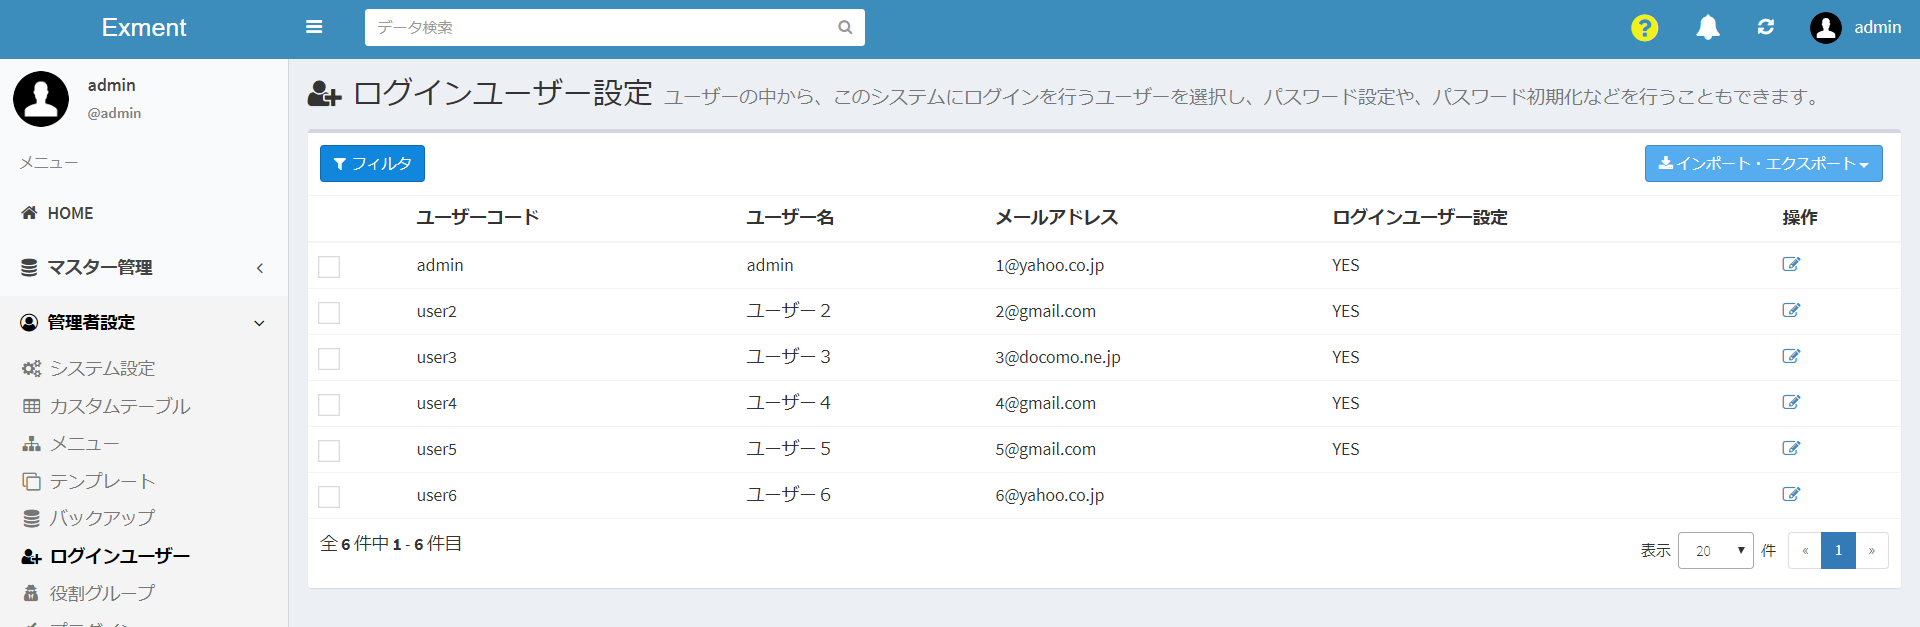 Exment
データ検索
?
admin
admin
@admin
メニュー
HOME
マスター管理
管理者設定
システム設定
カスタムテーブル
メニュー
テンプレート
バックアップ
ログインユーザー
役割グループ
プラグイン
ログインユーザー設定 ユーザーの中から、このシステムにログインを行うユーザーを選択し、パスワード設定や、パスワード初期化などを行うこともできます。
フィルタ
インポート・エクスポート
ユーザーコード ユーザー名 メールアドレス ログインユーザー設定 操作
admin admin 1@yahoo.co.jp YES
user2 ユーザー２ 2@gmail.com YES
user3 ユーザー３ 3@docomo.ne.jp YES
user4 ユーザー４ 4@gmail.com YES
user5 ユーザー５ 5@gmail.com YES
user6 ユーザー６ 6@yahoo.co.jp
全 6 件中 1 - 6 件目
表示 20 件 « 1 »